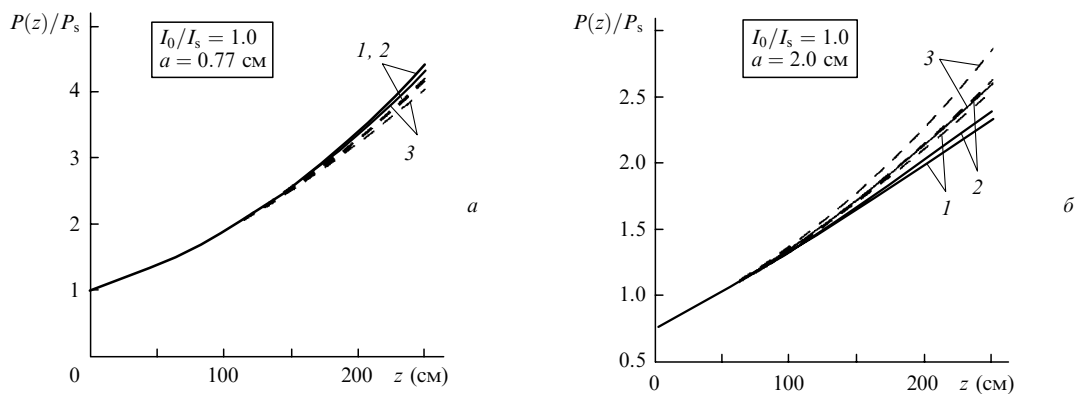 P(z)/Pₛ
I₀/Iₛ = 1.0
a = 0.77 см
1, 2
4
3
3
2
1
0
100
200
z (см)
а
P(z)/Pₛ
I₀/Iₛ = 1.0
a = 2.0 см
3
2.5
2.0
2
1
1.5
1.0
0.5
0
100
200
z (см)
б